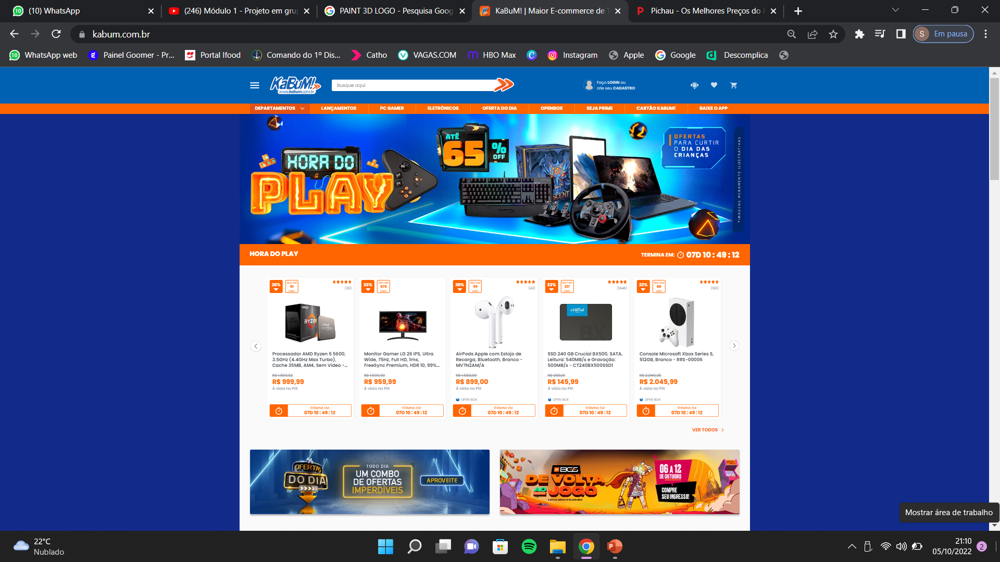 (10) WhatsApp
(246) Módulo 1 - Projeto em gru
PAINT 3D LOGO - Pesquisa Goog
KaBuM! | Maior E-commerce de T
Pichau - Os Melhores Preços do
kabum.com.br
S Em pausa
10 WhatsApp web
Painel Goomer - Pr...
Portal Ifood
Comando do 1º Dis...
Catho
VAGAS.COM
HBO Max
Instagram
Apple
Google
Descomplica
KaBuM!
www.kabum.com.br
Busque aqui
Faça LOGIN ou
crie seu CADASTRO
DEPARTAMENTOS
LANÇAMENTOS
PC GAMER
ELETRÔNICOS
OFERTA DO DIA
OPENBOX
SEJA PRIME
CARTÃO KABUM!
BAIXE O APP
HORA DO
PLAY
ATÉ
65
%
OFF
SCENT
OFERTAS
PARA CURTIR
O DIA DAS
CRIANÇAS
*IMAGENS MERAMENTE ILUSTRATIVAS
HORA DO PLAY
TERMINA EM: 07D 10 : 49 : 12
26%
RESTAM
91
UNID.
(30)
AMD
RYZEN
AMD
RYZEN
Processador AMD Ryzen 5 5600,
3.5GHz (4.4GHz Max Turbo),
Cache 35MB, AM4, Sem Vídeo -...
R$ 1.603,52
R$ 999,99
À vista no PIX
TERMINA EM:
07D 10 : 49 : 12
33%
RESTAM
676
UNID.
Monitor Gamer LG 26 IPS, Ultra
Wide, 75Hz, Full HD, 1ms,
FreeSync Premium, HDR 10, 99%...
R$ 1.599,90
R$ 959,99
À vista no PIX
TERMINA EM:
07D 10 : 49 : 12
39%
RESTAM
95
UNID.
(42)
AirPods Apple com Estojo de
Recarga, Bluetooth, Branco -
MV7N2AM/A
R$ 1.568,00
R$ 899,00
À vista no PIX
OPEN BOX
TERMINA EM:
07D 10 : 49 : 12
33%
RESTAM
217
UNID.
(1648)
crucial
BX
SSD 240 GB Crucial BX500, SATA,
Leitura: 540MB/s e Gravação:
500MB/s - CT240BX500SSD1
R$ 258,81
R$ 145,99
À vista no PIX
OPEN BOX
TERMINA EM:
07D 10 : 49 : 12
22%
RESTAM
88
UNID.
(581)
Console Microsoft Xbox Series S,
512GB, Branco - RRS-00006
R$ 2.849,35
R$ 2.045,99
À vista no PIX
OPEN BOX
TERMINA EM:
07D 10 : 49 : 12
VER TODOS
%
OFERTAS
DO DIA
TODO DIA
UM COMBO
DE OFERTAS
IMPERDÍVEIS
APROVEITE
BGS
DE VOLTA
AO JOGO
06 A 12
DE OUTUBRO
COMPRE
SEU INGRESSO!
Mostrar área de trabalho
22°C
Nublado
21:10
05/10/2022
2